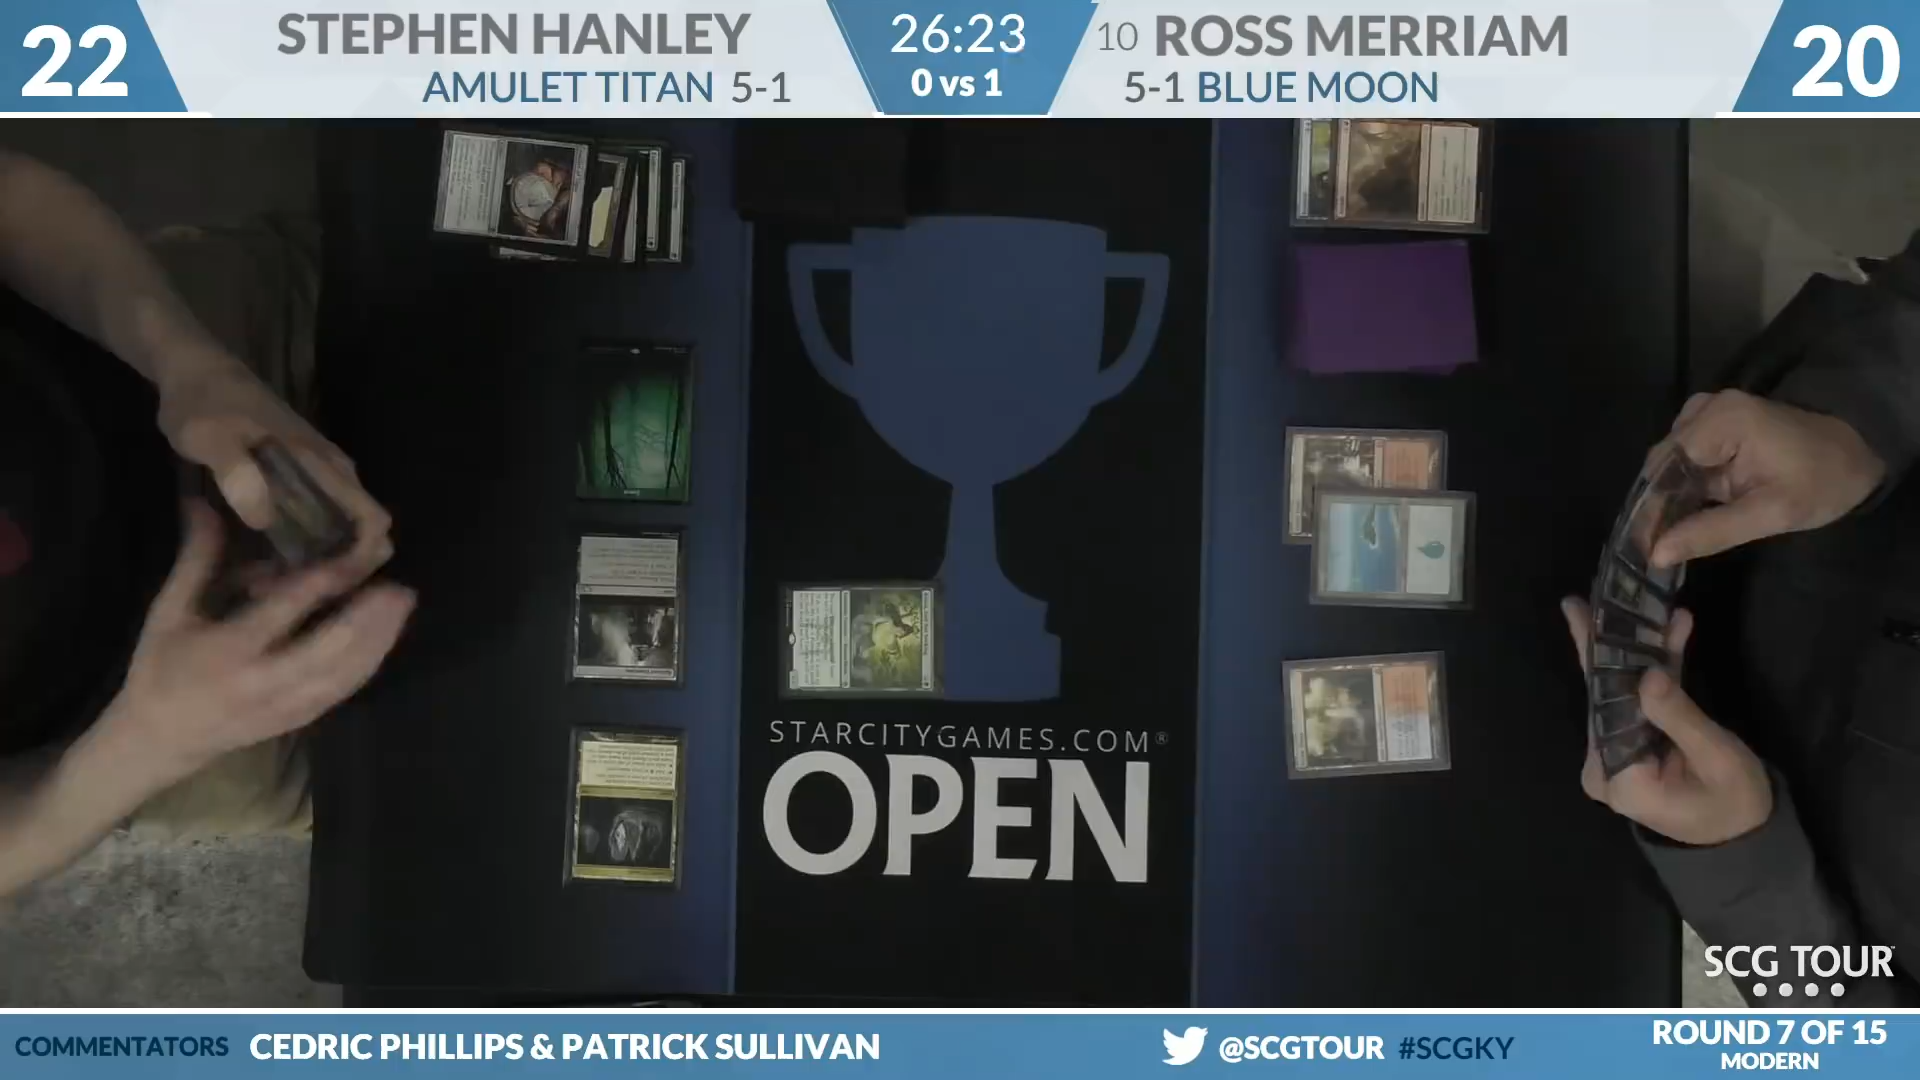 22
STEPHEN HANLEY
AMULET TITAN 5-1
26:23
0 vs 1
10 ROSS MERRIAM
5-1 BLUE MOON
20
STARCITYGAMES.COM®
OPEN
SCG TOUR
COMMENTATORS CEDRIC PHILLIPS & PATRICK SULLIVAN
@SCGTOUR #SCGKY
ROUND 7 OF 15
MODERN